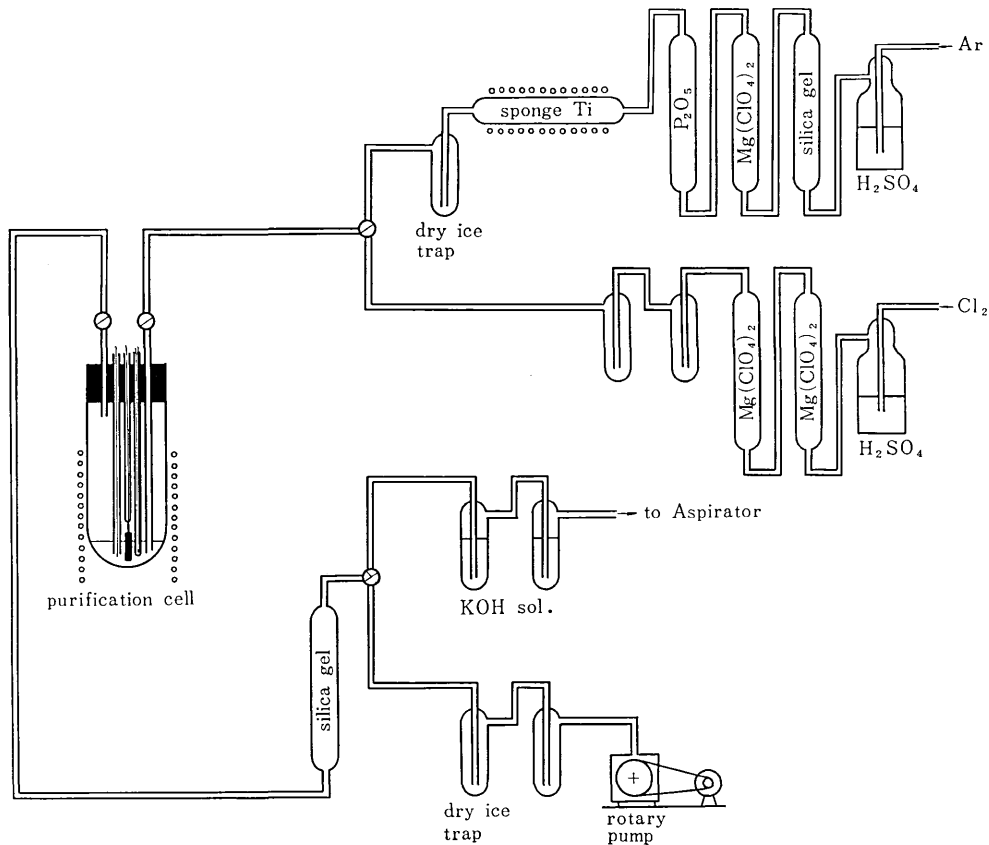 Ar
sponge Ti
P₂O₅
Mg(ClO₄)₂
silica gel
H₂SO₄
dry ice
trap
Cl₂
Mg(ClO₄)₂
Mg(ClO₄)₂
H₂SO₄
to Aspirator
purification cell
KOH sol.
silica gel
dry ice
trap
rotary
pump